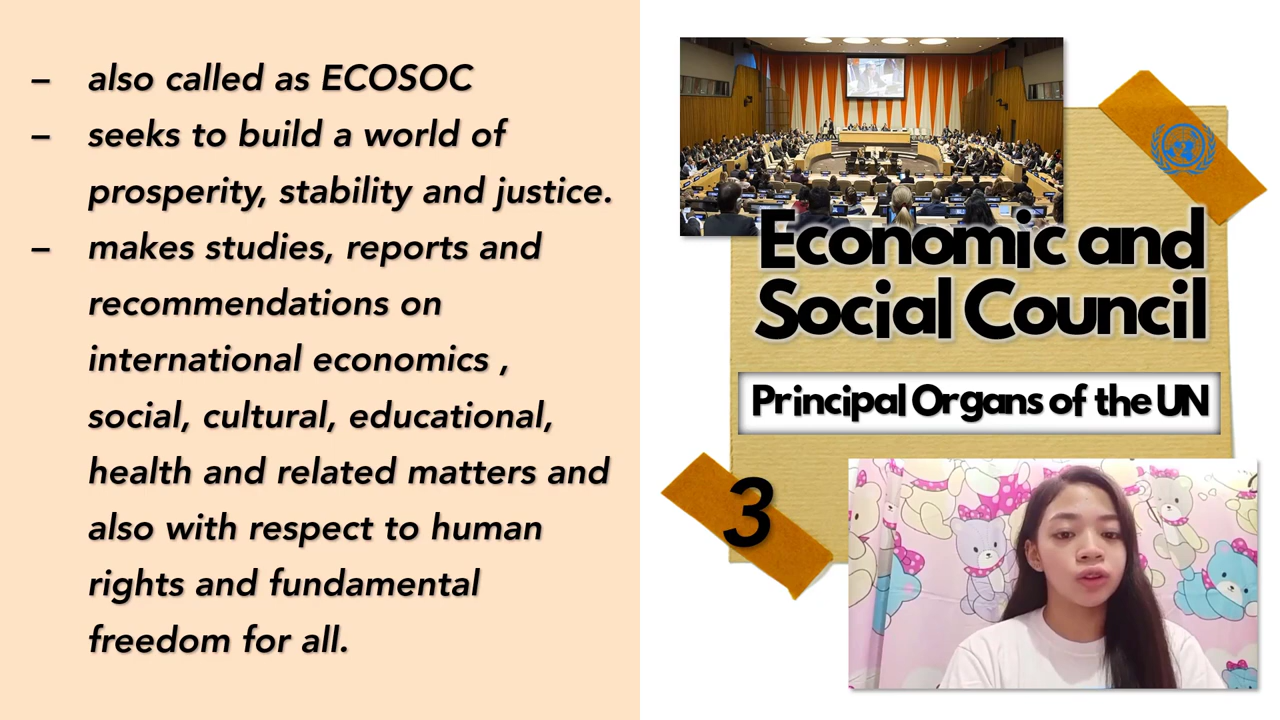 – also called as ECOSOC
– seeks to build a world of
prosperity, stability and justice.
– makes studies, reports and
recommendations on
international economics ,
social, cultural, educational,
health and related matters and
also with respect to human
rights and fundamental
freedom for all.
Economic and
Social Council
Principal Organs of the UN
3